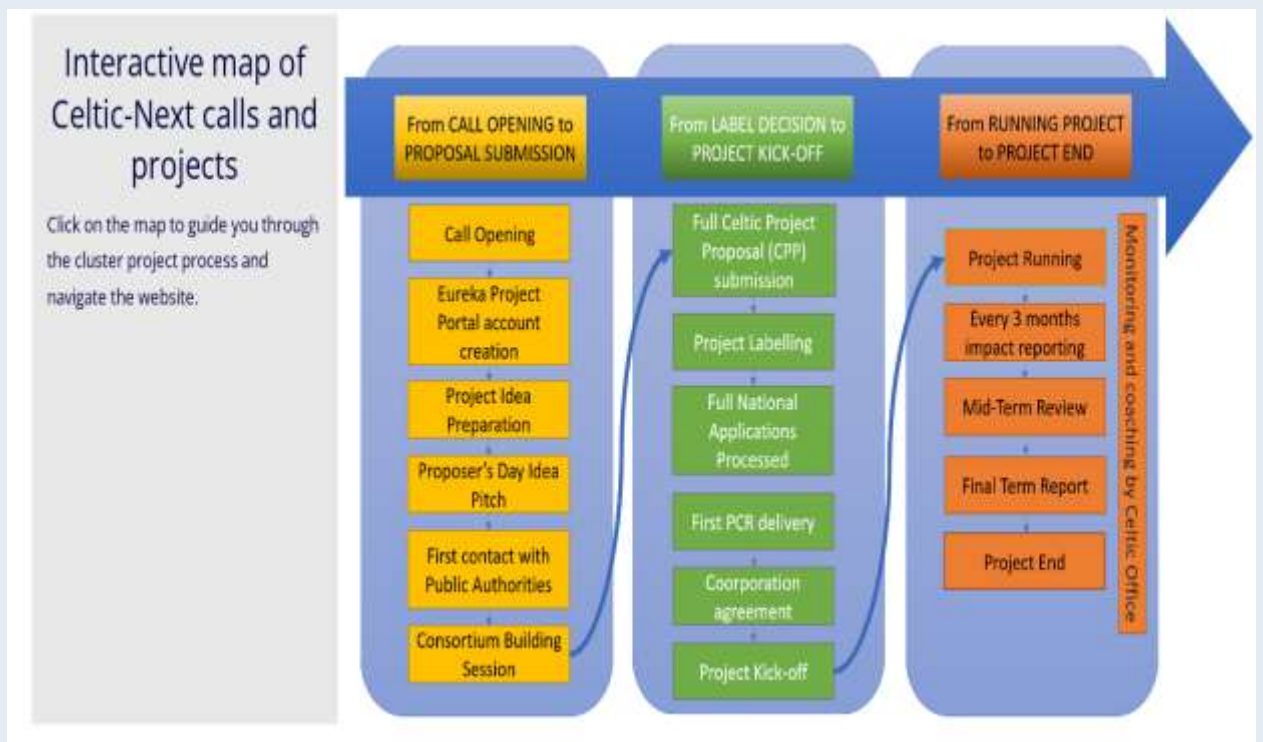 Interactive map of
Celtic-Next calls and
projects
Click on the map to guide you through
the cluster project process and
navigate the website.
From CALL OPENING to
PROPOSAL SUBMISSION
Call Opening
Eureka Project
Portal account
creation
Project Idea
Preparation
Proposer's Day Idea
Pitch
First contact with
Public Authorities
Consortium Building
Session
From LABEL DECISION to
PROJECT KICK-OFF
Full Celtic Project
Proposal (CPP)
submission
Project Labelling
Full National
Applications
Processed
First PCR delivery
Coorporation
agreement
Project Kick-off
From RUNNING PROJECT
to PROJECT END
Project Running
Every 3 months
impact reporting
Mid-Term Review
Final Term Report
Project End
Monitoring and coaching by Celtic Office